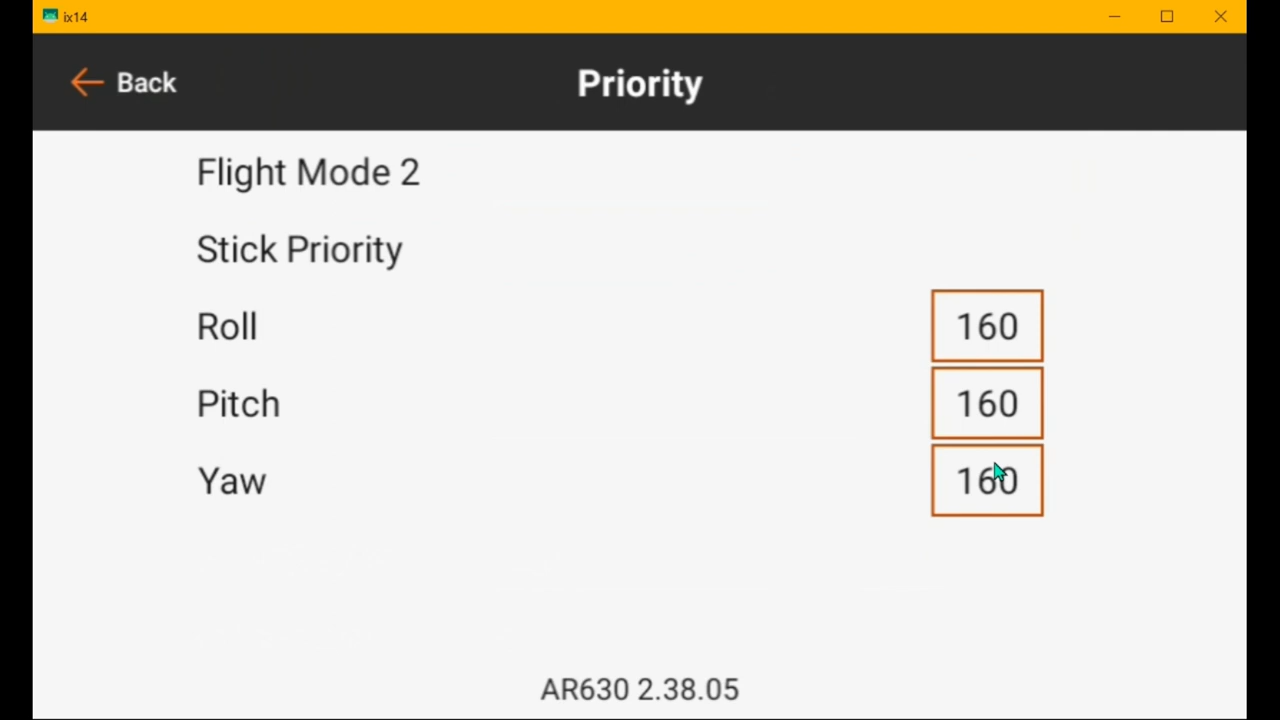 ix14
Back
Priority
Flight Mode 2
Stick Priority
Roll 160
Pitch 160
Yaw 160
AR630 2.38.05